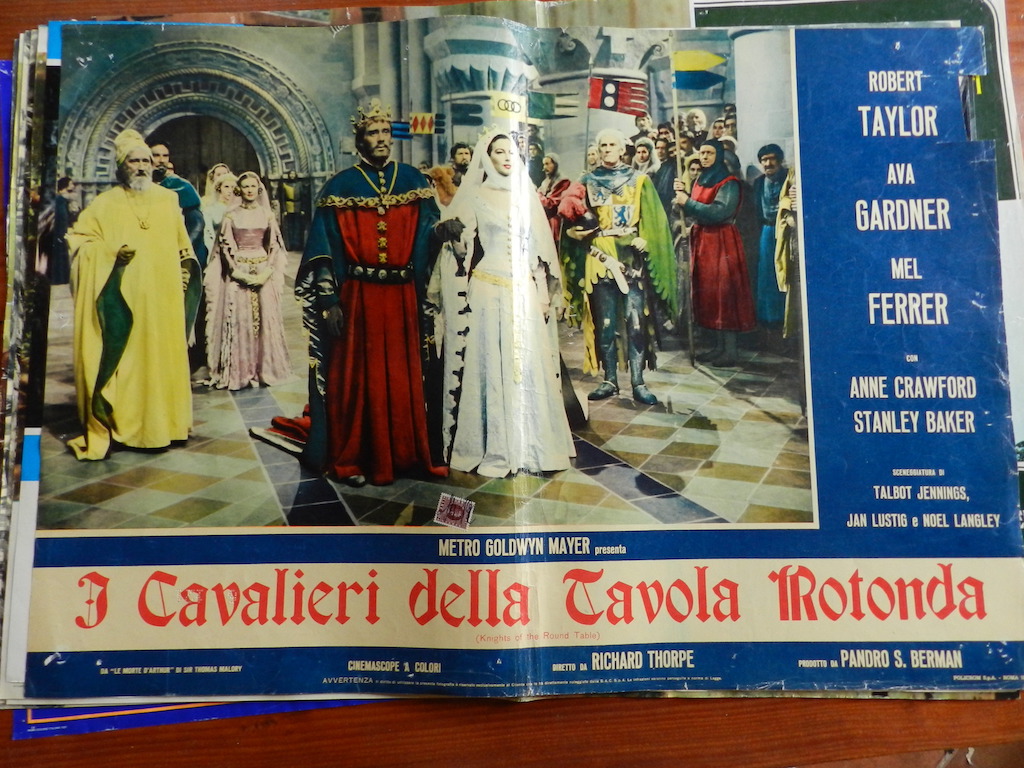 ROBERT
TAYLOR
AVA
GARDNER
MEL
FERRER
CON
ANNE CRAWFORD
STANLEY BAKER
SCENEGGIATURA DI
TALBOT JENNINGS,
JAN LUSTIG e NOEL LANGLEY
METRO GOLDWYN MAYER presenta
I Cavalieri della Tavola Rotonda
(Knights of the Round Table)
DA "LE MORTE D'ARTHUR" DI SIR THOMAS MALORY
CINEMASCOPE A COLORI
DIRETTO DA RICHARD THORPE
PRODOTTO DA PANDRO S. BERMAN
AVVERTENZA